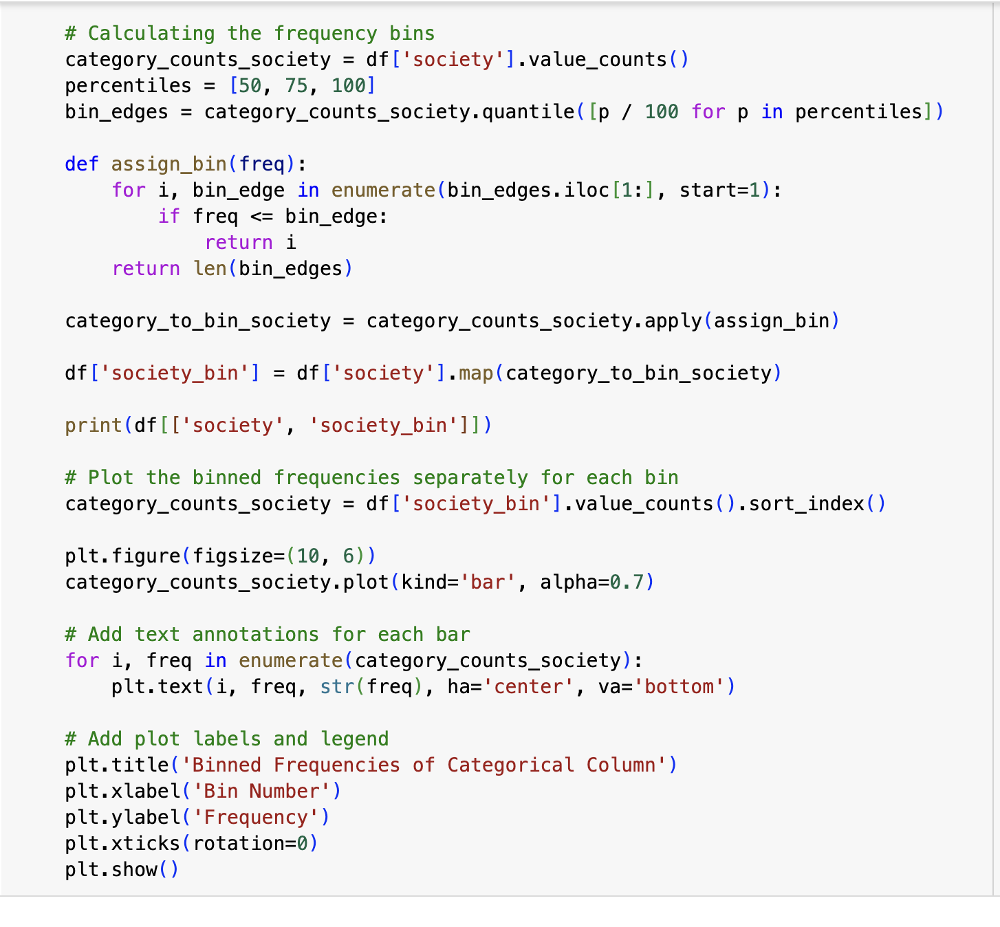 # Calculating the frequency bins
category_counts_society = df['society'].value_counts()
percentiles = [50, 75, 100]
bin_edges = category_counts_society.quantile([p / 100 for p in percentiles])
def assign_bin(freq):
    for i, bin_edge in enumerate(bin_edges.iloc[1:], start=1):
        if freq <= bin_edge:
            return i
    return len(bin_edges)
category_to_bin_society = category_counts_society.apply(assign_bin)
df['society_bin'] = df['society'].map(category_to_bin_society)
print(df[['society', 'society_bin']])
# Plot the binned frequencies separately for each bin
category_counts_society = df['society_bin'].value_counts().sort_index()
plt.figure(figsize=(10, 6))
category_counts_society.plot(kind='bar', alpha=0.7)
# Add text annotations for each bar
for i, freq in enumerate(category_counts_society):
    plt.text(i, freq, str(freq), ha='center', va='bottom')
# Add plot labels and legend
plt.title('Binned Frequencies of Categorical Column')
plt.xlabel('Bin Number')
plt.ylabel('Frequency')
plt.xticks(rotation=0)
plt.show()